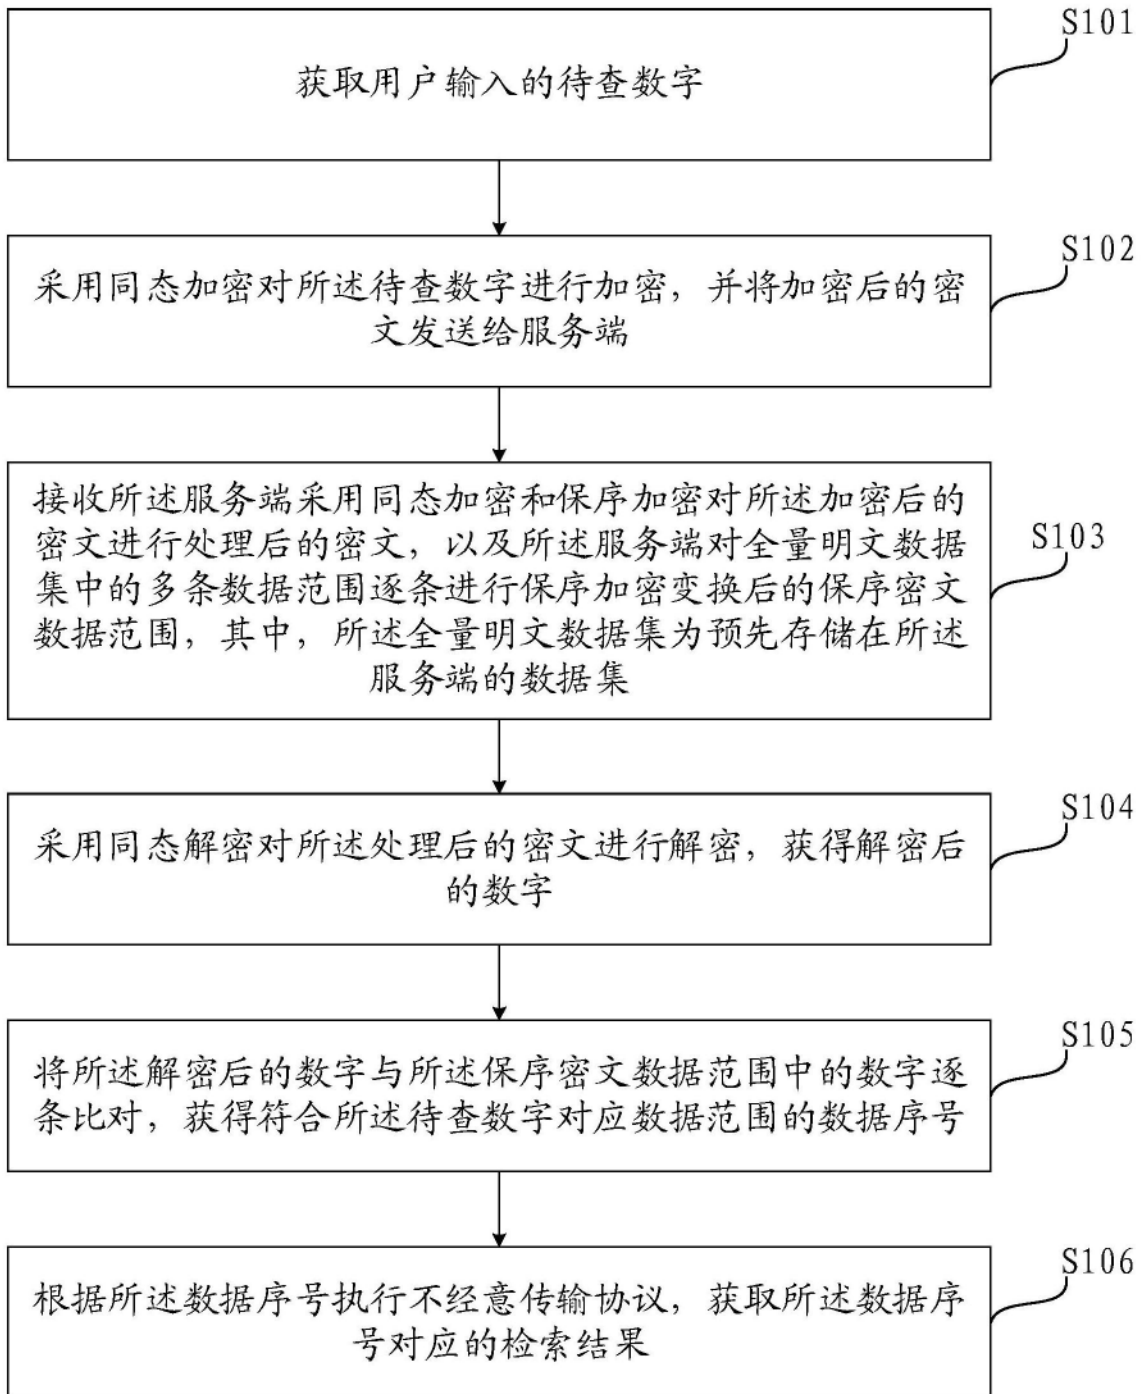 S101
获取用户输入的待查数字
S102
采用同态加密对所述待查数字进行加密，并将加密后的密
文发送给服务端
接收所述服务端采用同态加密和保序加密对所述加密后的
密文进行处理后的密文，以及所述服务端对全量明文数据
集中的多条数据范围逐条进行保序加密变换后的保序密文
数据范围，其中，所述全量明文数据集为预先存储在所述
服务端的数据集
S103
S104
采用同态解密对所述处理后的密文进行解密，获得解密后
的数字
S105
将所述解密后的数字与所述保序密文数据范围中的数字逐
条比对，获得符合所述待查数字对应数据范围的数据序号
S106
根据所述数据序号执行不经意传输协议，获取所述数据序
号对应的检索结果